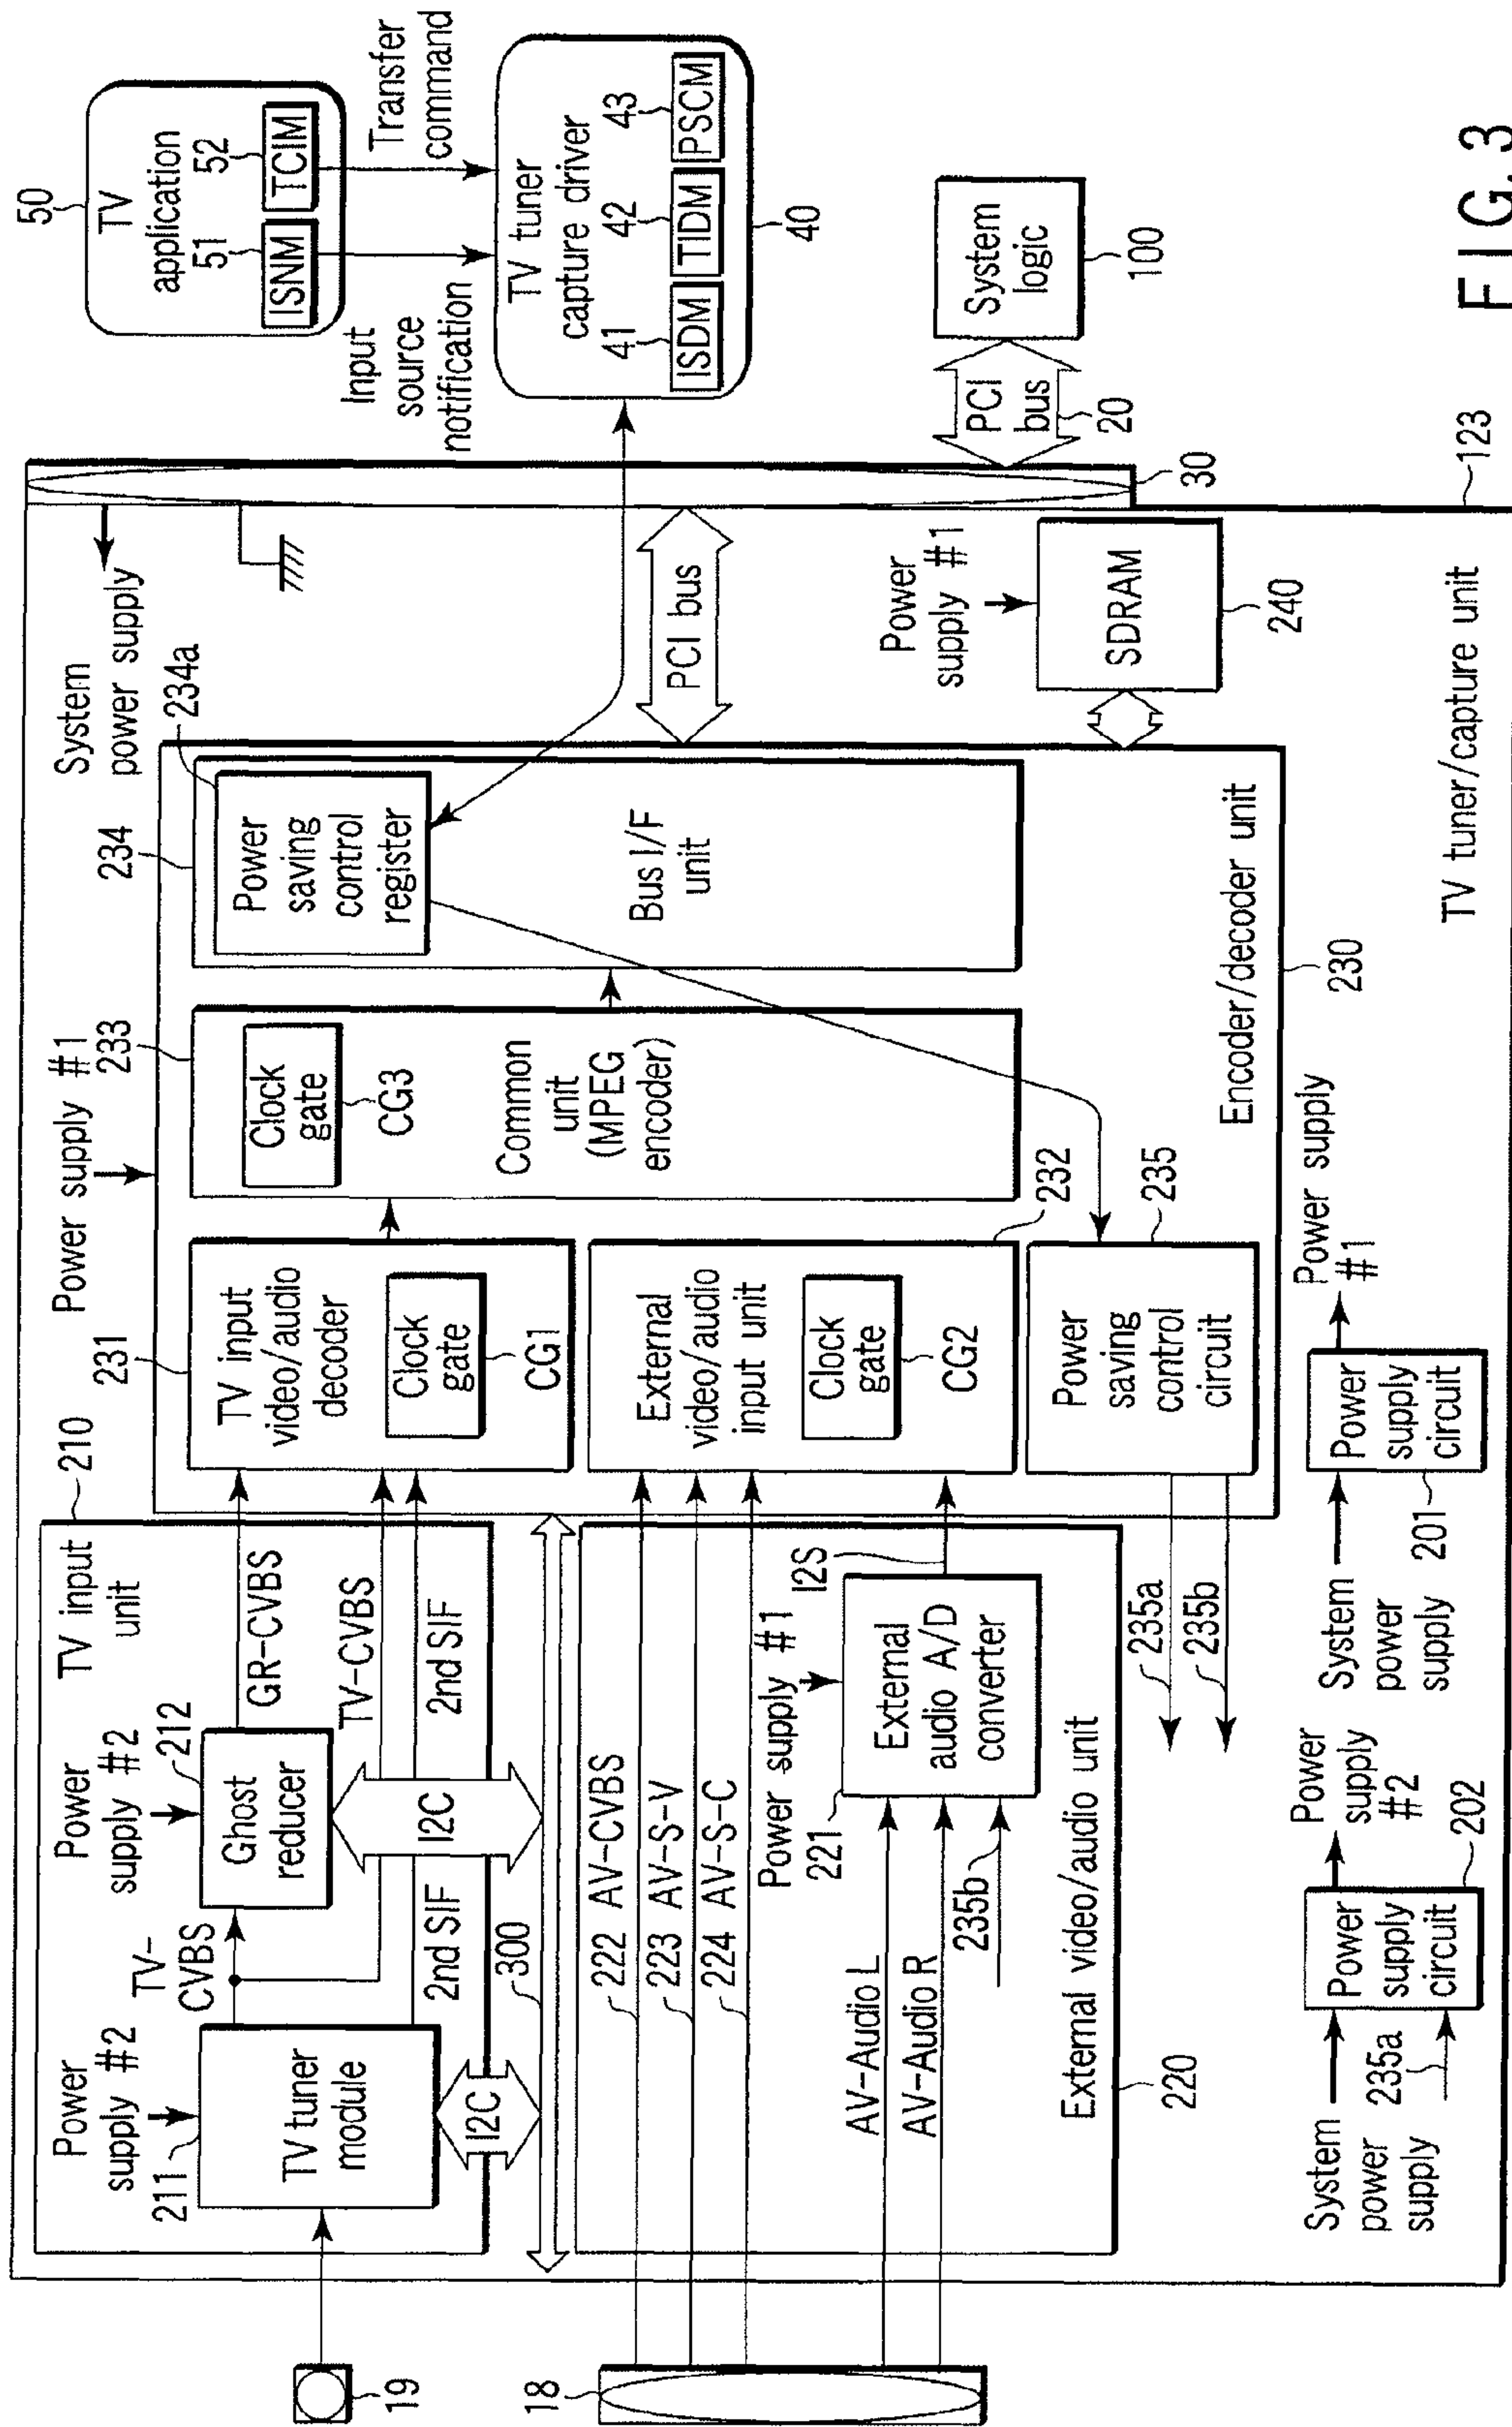 50
TV
application
51
52
ISNM
TCIM
Input
source
notification
Transfer
command
TV tuner
capture driver
41
42
43
ISDM
TIDM
PSCM
40
System
logic
100
PCI
bus
20
30
123
System
power supply
PCI bus
Power
supply #1
SDRAM
240
TV tuner/capture unit
Power supply #1
234
234a
Power
saving
control
register
Bus I/F
unit
233
Clock
gate
CG3
Common
unit
(MPEG
encoder)
231
TV input
video/audio
decoder
Clock
gate
CG1
External
video/audio
input unit
Clock
gate
CG2
232
Power
saving
control
circuit
235
Encoder/decoder unit
230
210
TV input
unit
Power
supply #2
211
TV tuner
module
TV-
CVBS
Power
supply #2
212
Ghost
reducer
GR-CVBS
TV-CVBS
2nd SIF
2nd SIF
I2C
I2C
300
19
18
222 AV-CVBS
223 AV-S-V
224 AV-S-C
Power supply #1
221
External
audio A/D
converter
I2S
AV-Audio L
AV-Audio R
235b
External video/audio unit
220
235a
235b
System
power
supply
235a
Power
supply
circuit
202
Power
supply
#2
System
power
supply
201
Power
supply
circuit
Power supply
#1
FIG. 3